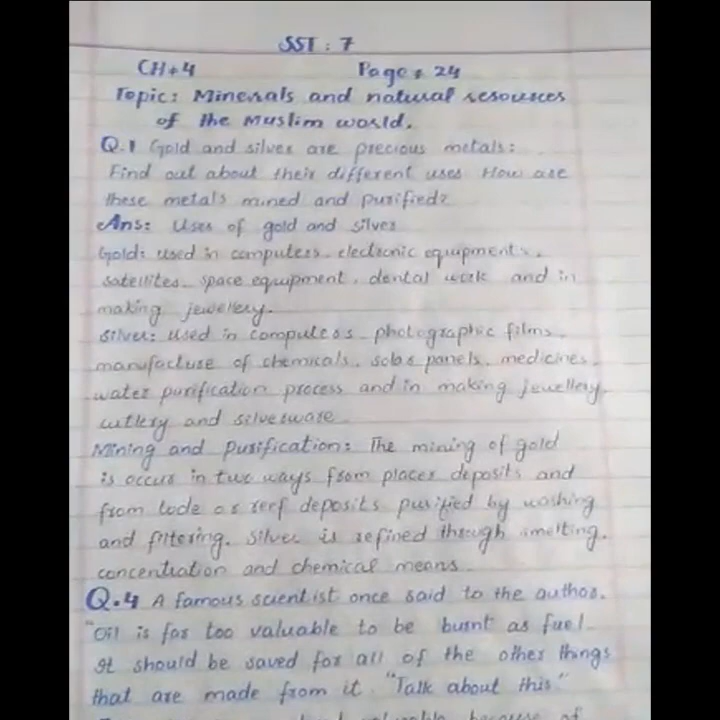 SST : 7
CH # 4 Page # 24
Topic: Minerals and natural resources
of the Muslim world.
Q.1 Gold and silver are precious metals:
Find out about their different uses How are
these metals mined and purified?
Ans: Uses of gold and silver
Gold: used in computers. electronic equipments.
satellites. space equipment. dental work and in
making jewellery.
Silver: used in computeos. photographic films.
manufacture of chemicals. solar panels. medicines.
water purification process and in making jewellery.
cutlery and silverware.
Mining and Purification: The mining of gold
is occur in two ways from placer deposits and
from lode or reef deposits purified by washing
and filtering. Silver is refined through smelting.
concentration and chemical means.
Q.4 A famous scientist once said to the author.
"Oil is far too valuable to be burnt as fuel.
It should be saved for all of the other things
that are made from it. "Talk about this."
because of